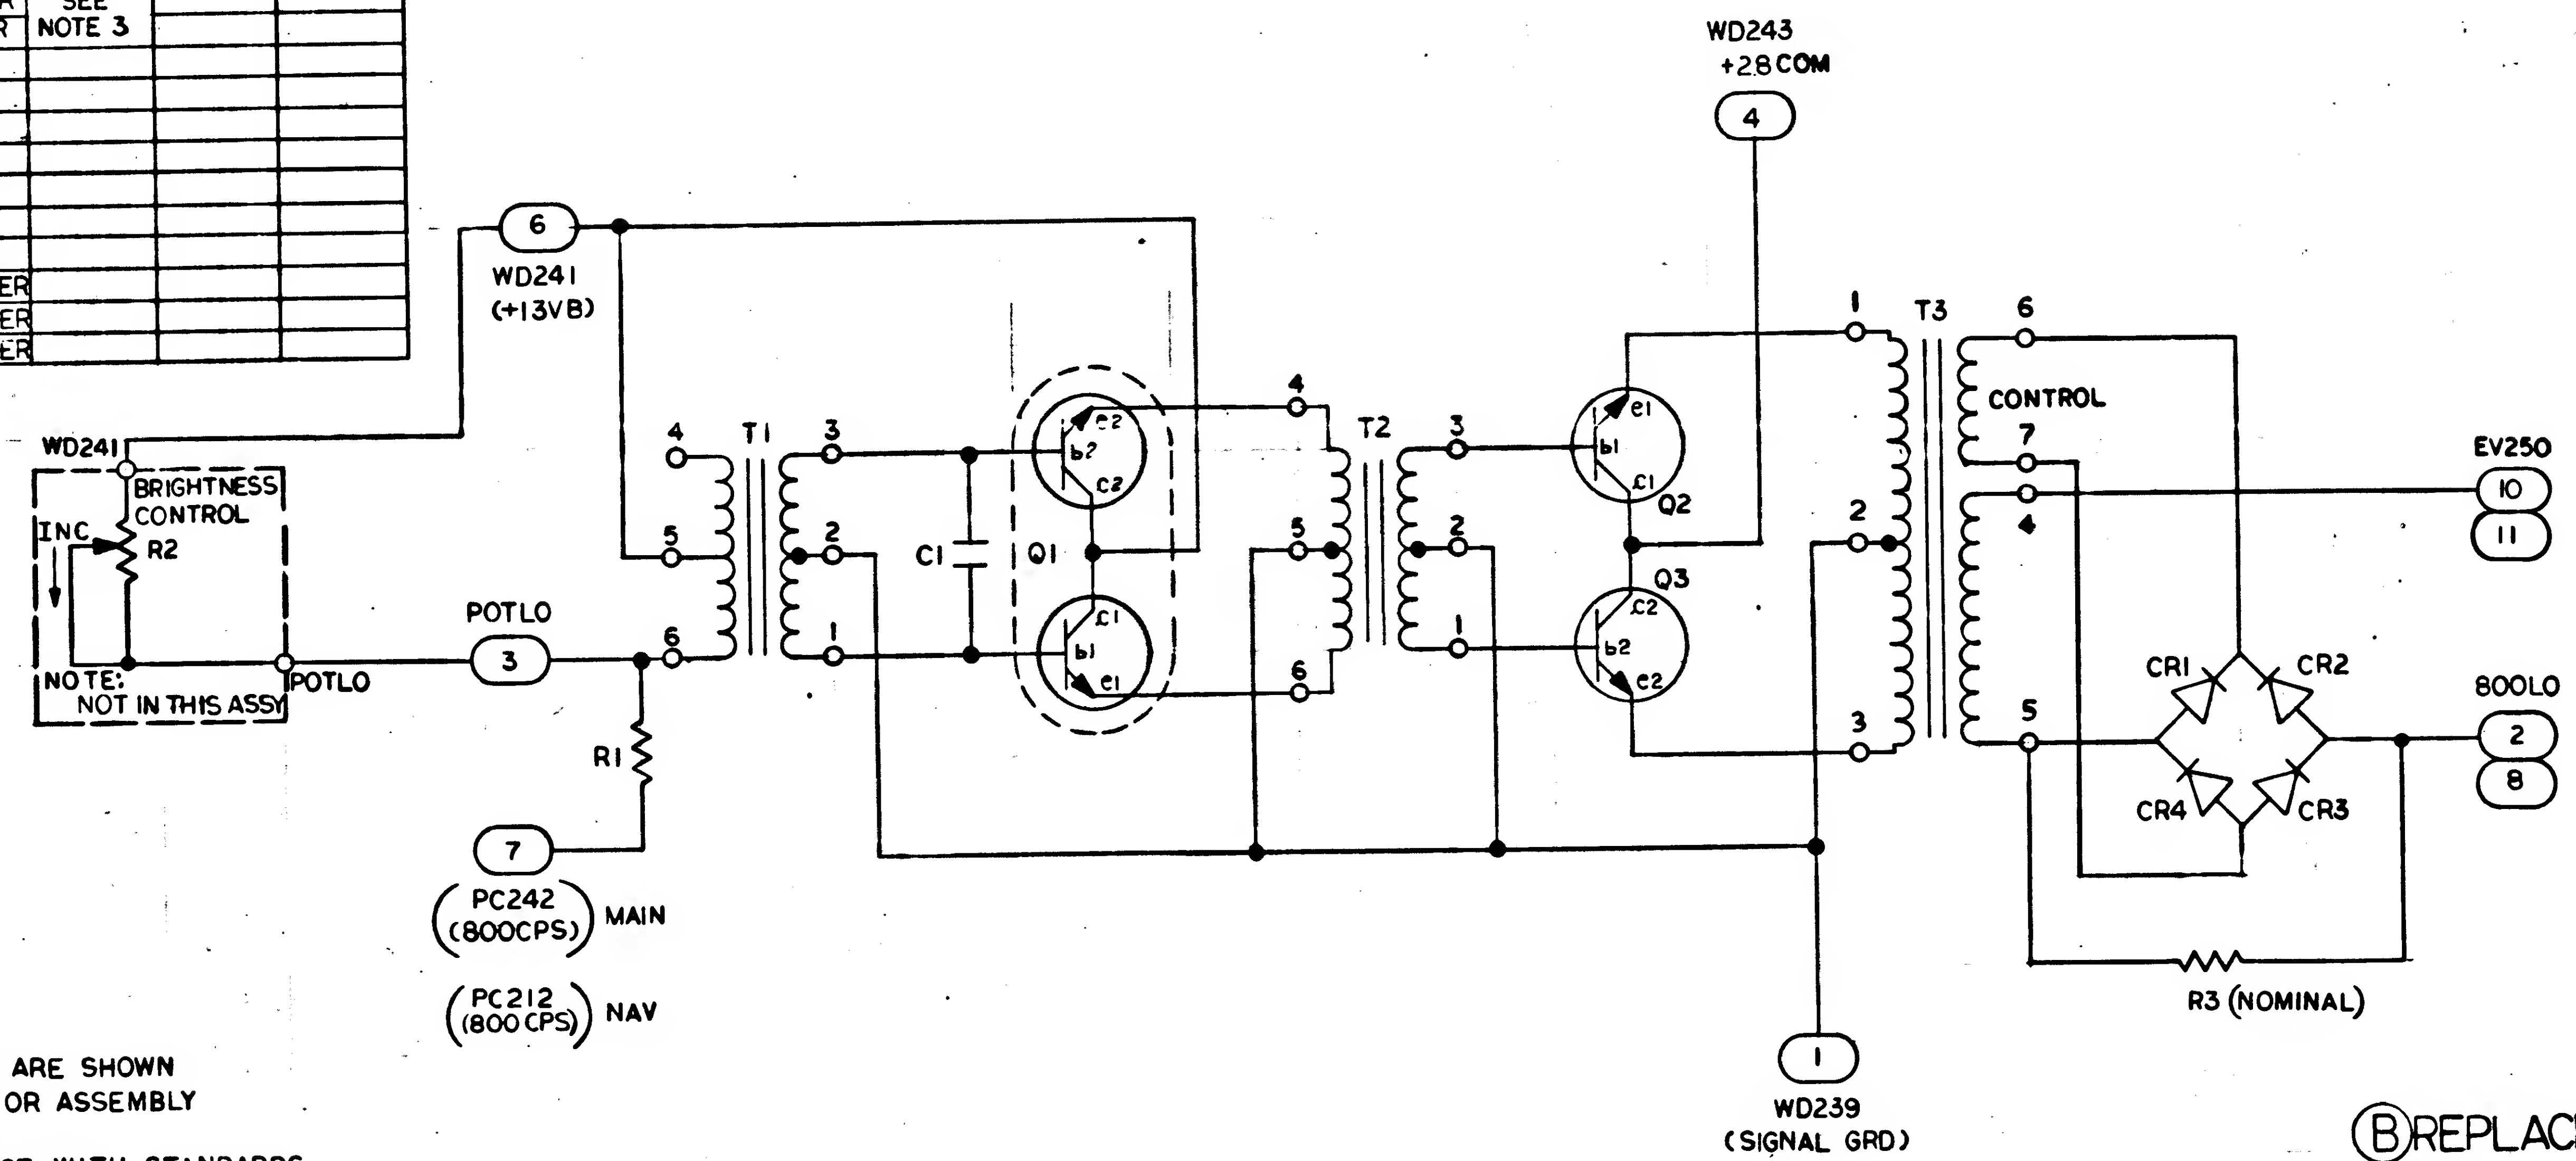 SEE
NOTE 3
ER
ER
ER
WD243
+28COM
4
6
WD241
(+13VB)
WD241
BRIGHTNESS
CONTROL
INC
R2
NOTE:
NOT IN THIS ASSY
POTLO
POTLO
3
R1
7
(PC242
(800CPS)) MAIN
(PC212
(800CPS)) NAV
4
5
6
T1
3
2
1
C1
Q1
e2
b2
c2
c1
b1
e1
4
5
6
T2
3
2
1
e1
b1
c1
Q2
Q3
c2
b2
e2
1
2
3
T3
6
CONTROL
7
4
5
CR1
CR2
CR4
CR3
R3 (NOMINAL)
EV250
10
11
800LO
2
8
1
WD239
(SIGNAL GRD)
ARE SHOWN
OR ASSEMBLY
WITH STANDARDS
B REPLAC